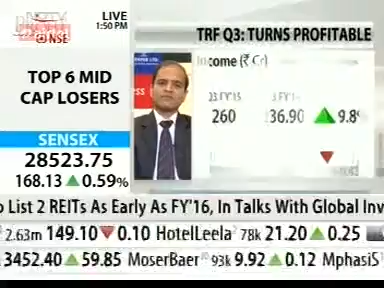 LIVE
1:50 PM
NSE
TRF Q3: TURNS PROFITABLE
TOP 6 MID
CAP LOSERS
Income (₹ Cr)
260 36.90 ▲ 9.8%
▼
SENSEX
28523.75
168.13 ▲ 0.59%
List 2 REITs As Early As FY'16, In Talks With Global Inv
2.63m 149.10 ▼ 0.10 HotelLeela 78k 21.20 ▲ 0.25
3452.40 ▲ 59.85 MoserBaer 93k 9.92 ▲ 0.12 MphasiS